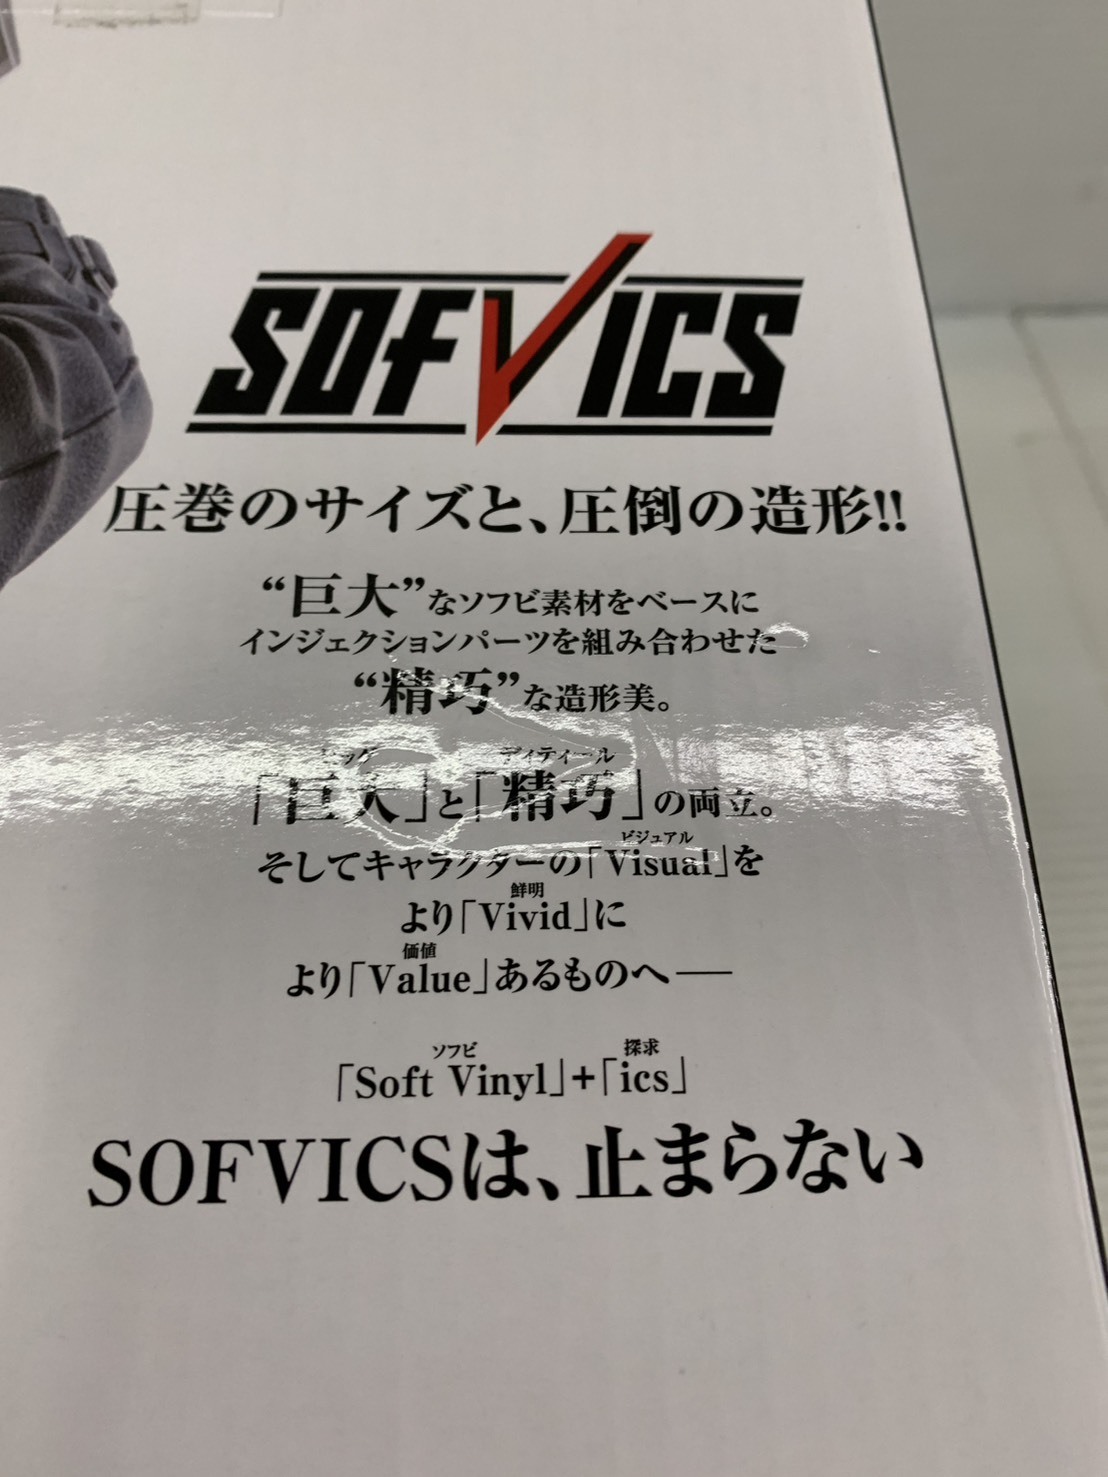 SOFVICS
圧巻のサイズと、圧倒の造形!!
“巨大”なソフビ素材をベースに
インジェクションパーツを組み合わせた
“精巧”な造形美。
ディティール
「巨大」と「精巧」の両立。
ビジュアル
そしてキャラクターの「Visual」を
鮮明
より「Vivid」に
価値
より「Value」あるものへ――
ソフビ 探求
「Soft Vinyl」+「ics」
SOFVICSは、止まらない